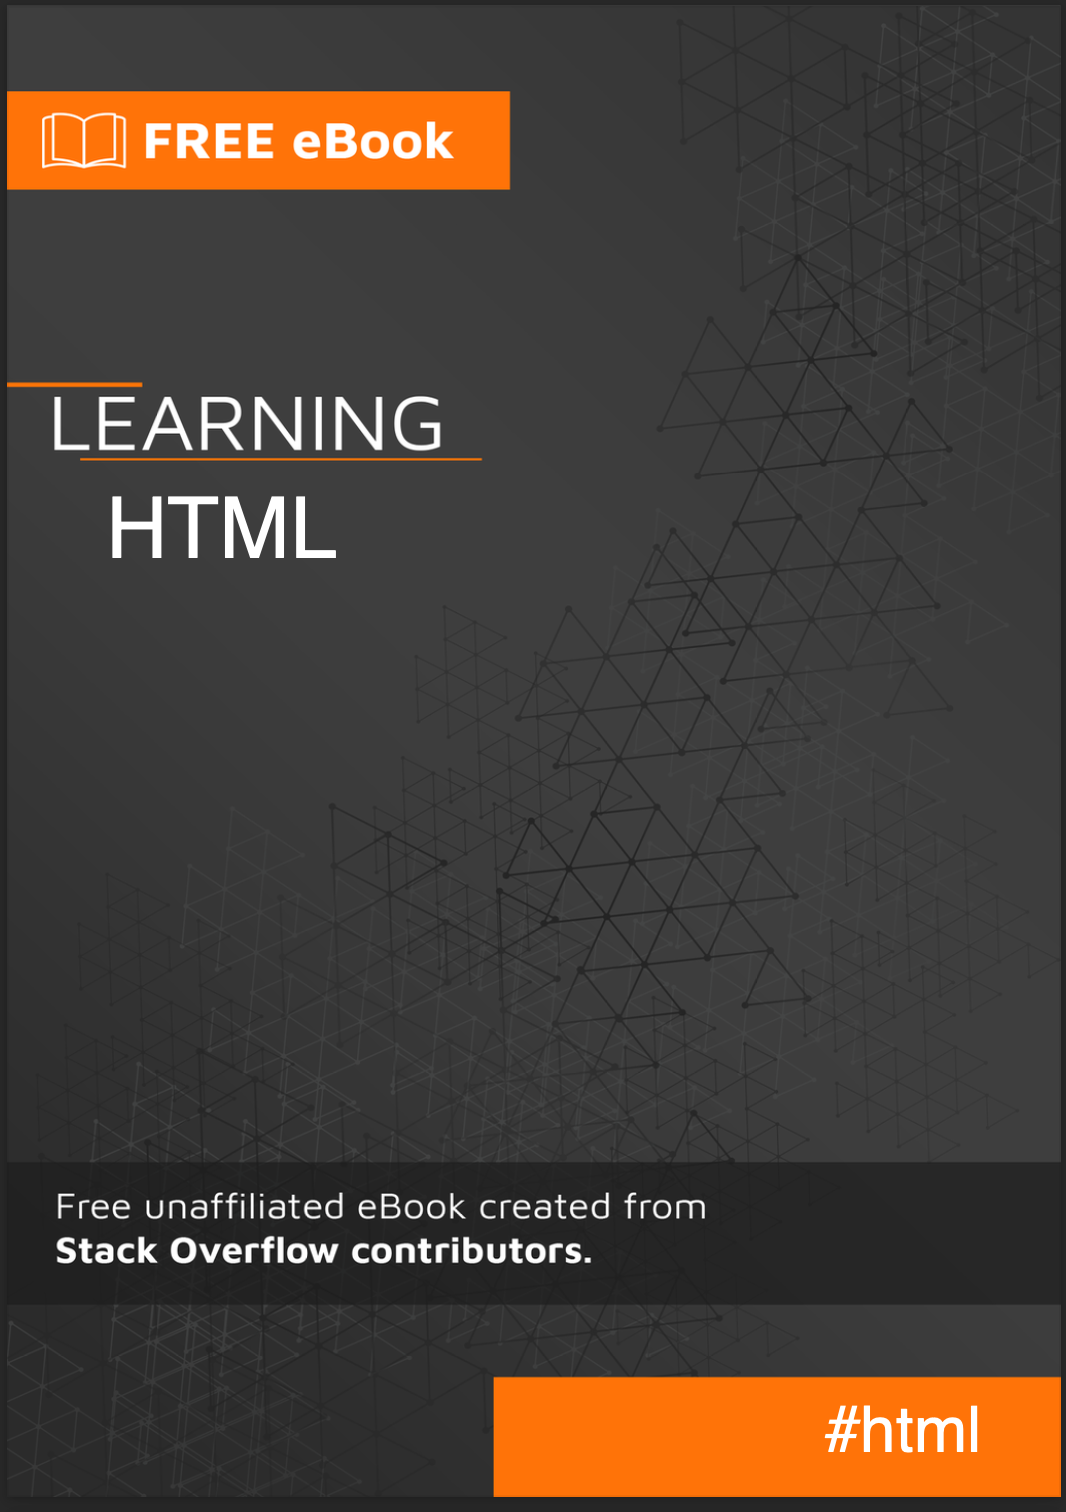 FREE eBook
LEARNING
HTML
Free unaffiliated eBook created from
Stack Overflow contributors.
#html